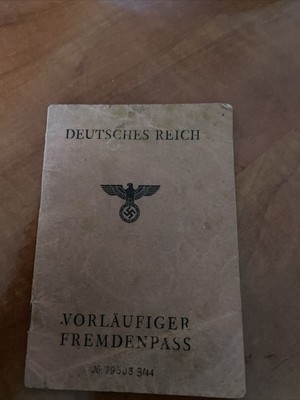 DEUTSCHES REICH
VORLÄUFIGER
FREMDENPASS